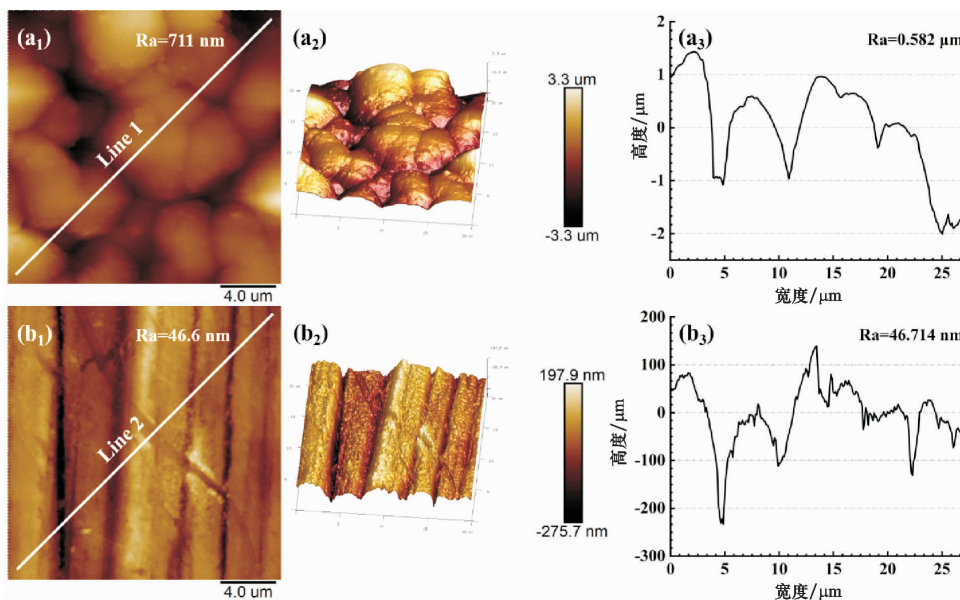 (a1)
Ra=711 nm
Line 1
4.0 um
(a2)
3.3 um
-3.3 um
(a3)
Ra=0.582 μm
高度/μm
2
1
0
-1
-2
0
5
10
15
20
25
宽度/μm
(b1)
Ra=46.6 nm
Line 2
4.0 um
(b2)
197.9 nm
-275.7 nm
(b3)
Ra=46.714 nm
高度/μm
200
100
0
-100
-200
-300
0
5
10
15
20
25
宽度/μm